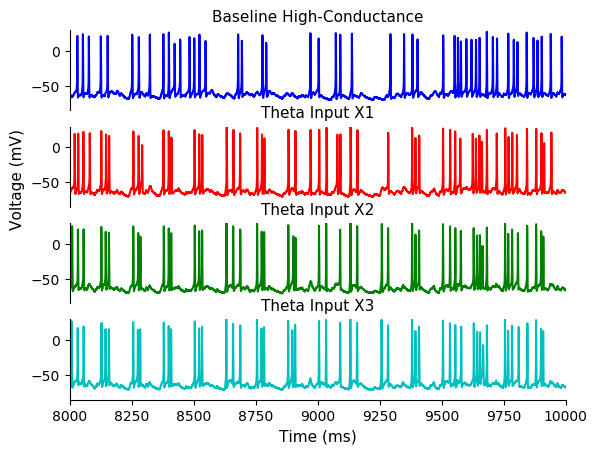 Baseline High-Conductance
0
−50
Theta Input X1
0
−50
Theta Input X2
0
−50
Theta Input X3
0
−50
8000 8250 8500 8750 9000 9250 9500 9750 10000
Time (ms)
Voltage (mV)